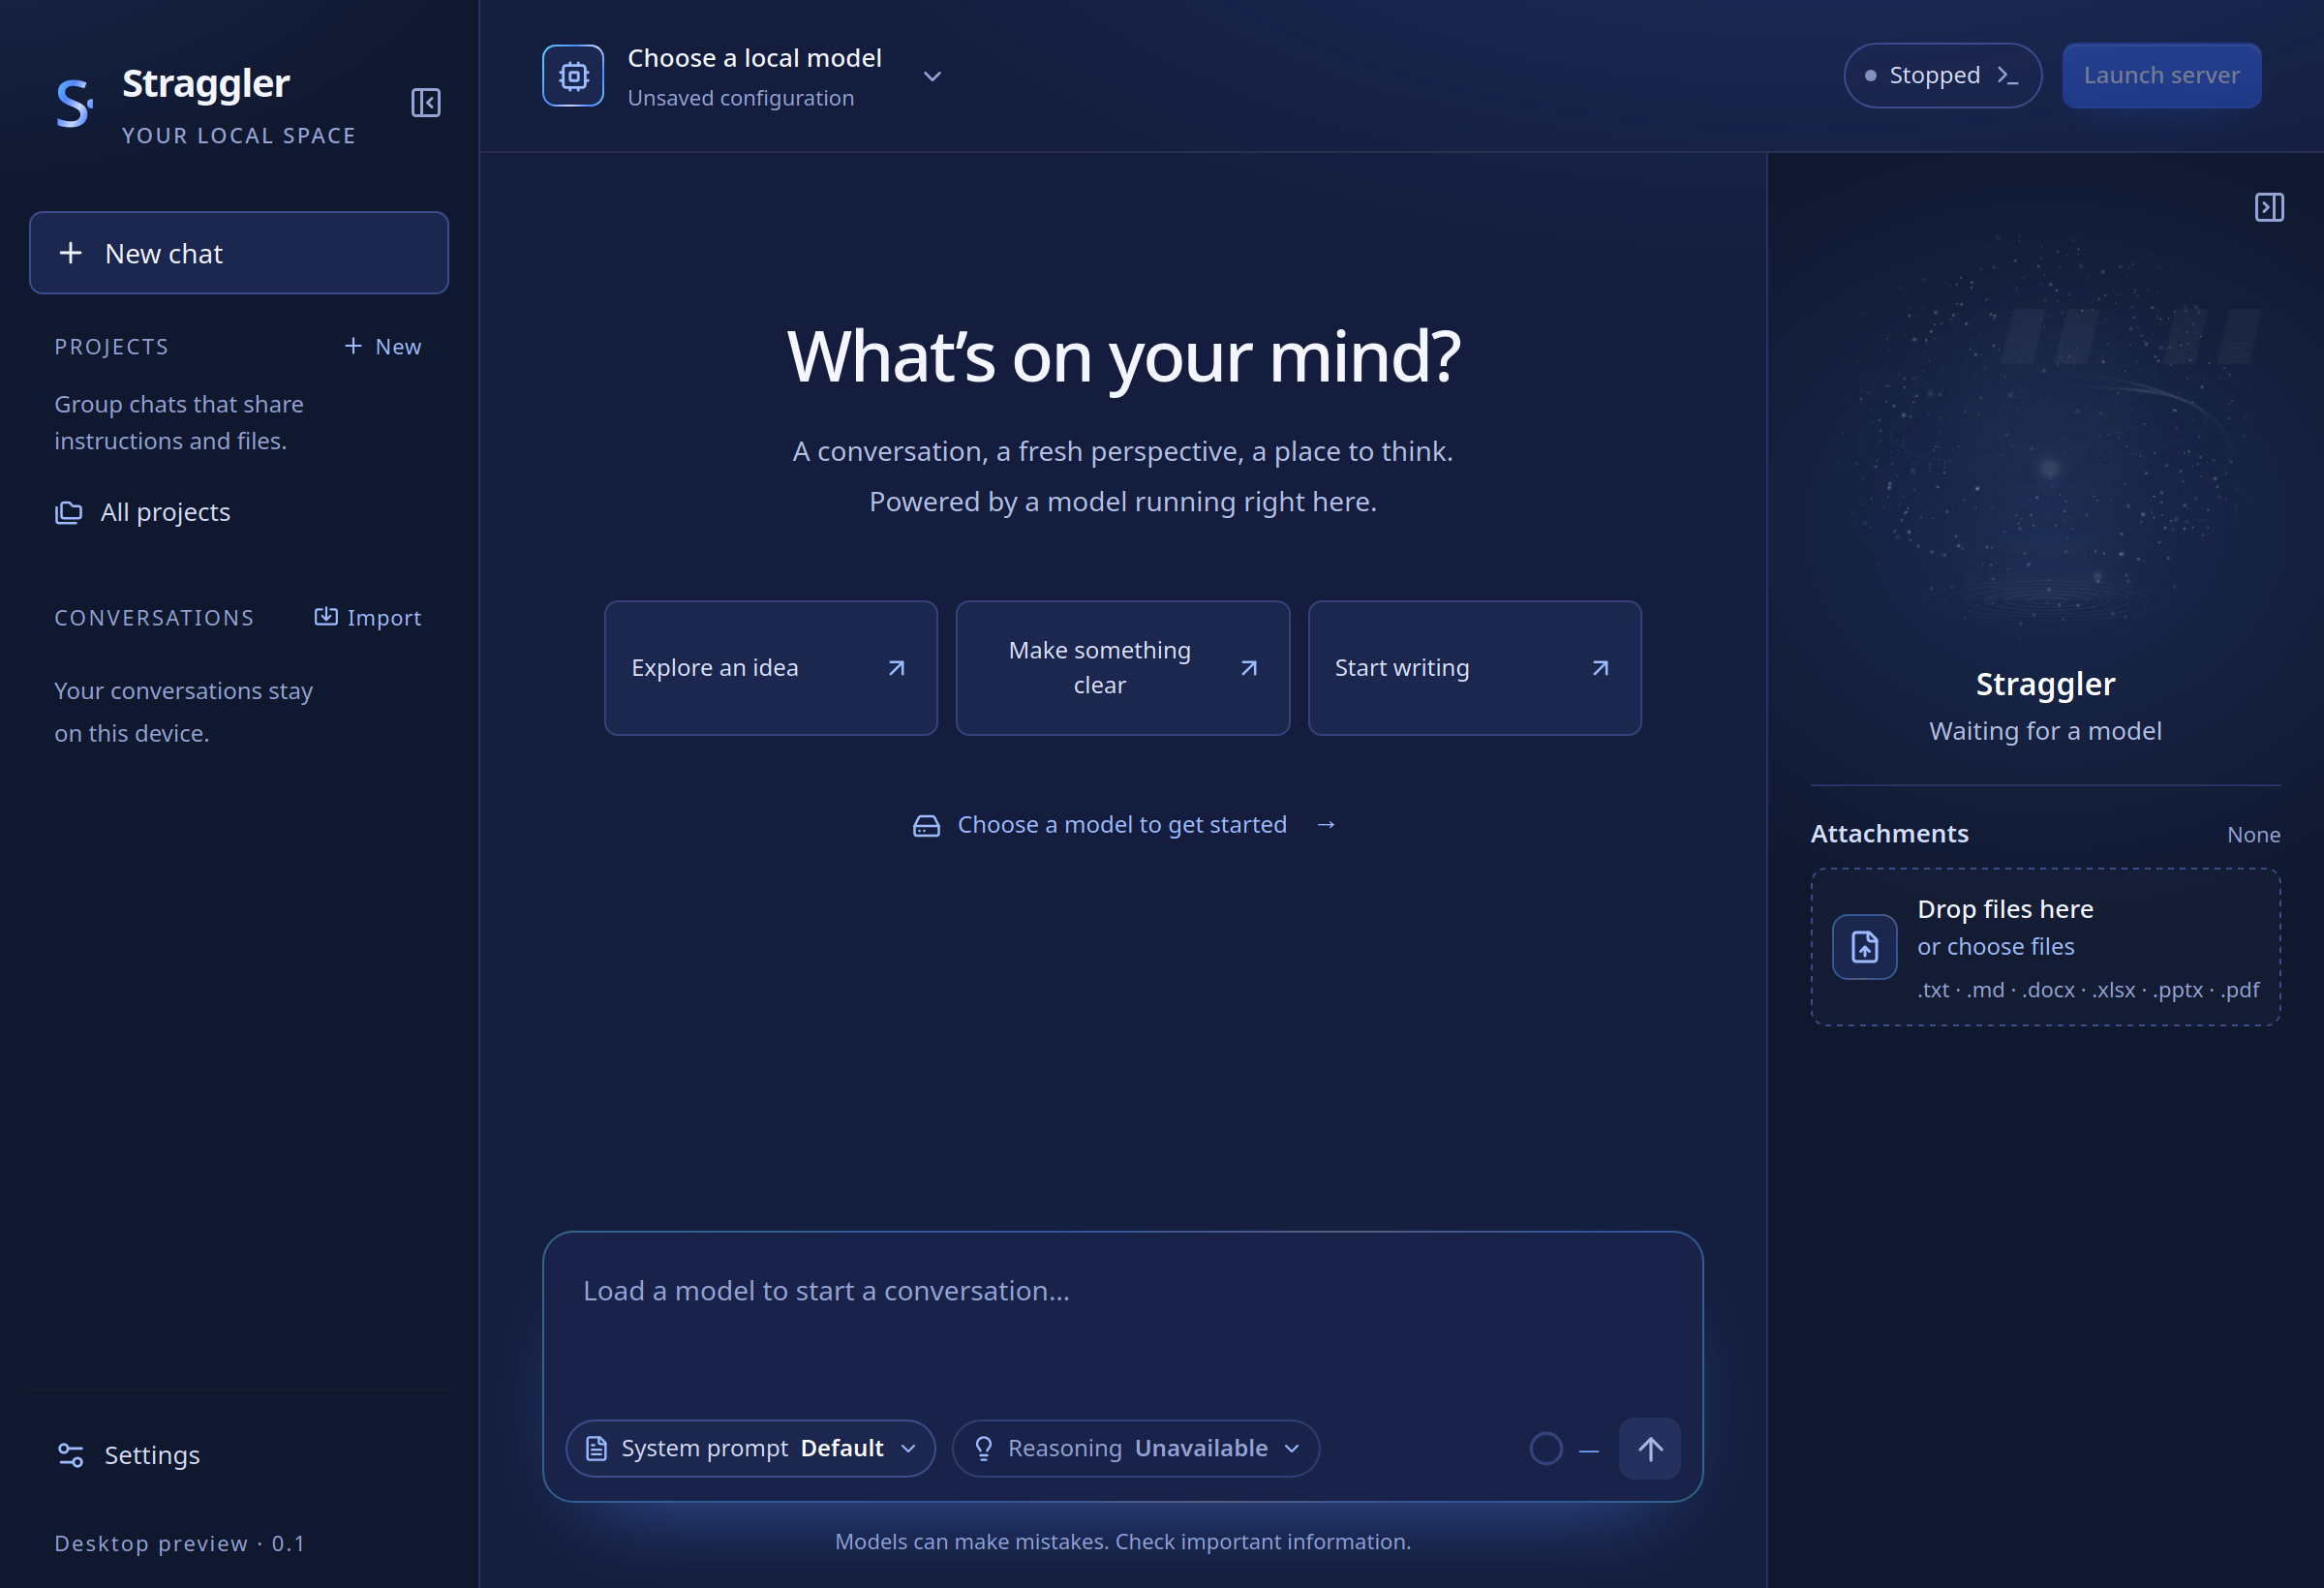 Straggler
YOUR LOCAL SPACE
New chat
PROJECTS
New
Group chats that share
instructions and files.
All projects
CONVERSATIONS
Import
Your conversations stay
on this device.
Settings
Desktop preview · 0.1
Choose a local model
Unsaved configuration
Stopped
Launch server
What’s on your mind?
A conversation, a fresh perspective, a place to think.
Powered by a model running right here.
Explore an idea
Make something
clear
Start writing
Choose a model to get started →
Load a model to start a conversation…
System prompt Default
Reasoning Unavailable
—
Models can make mistakes. Check important information.
Straggler
Waiting for a model
Attachments
None
Drop files here
or choose files
.txt · .md · .docx · .xlsx · .pptx · .pdf